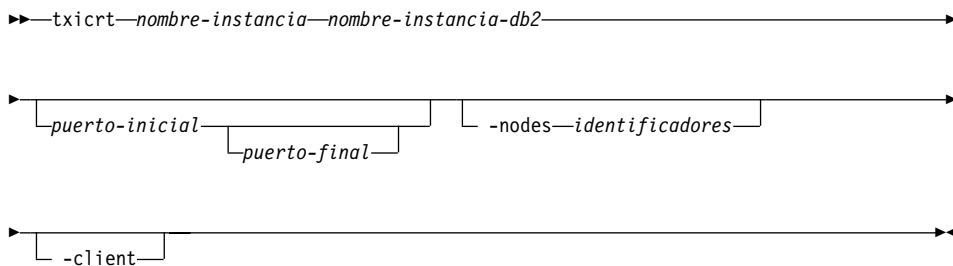 txicrt nombre-instancia nombre-instancia-db2
puerto-inicial -nodes identificadores
puerto-final
-client